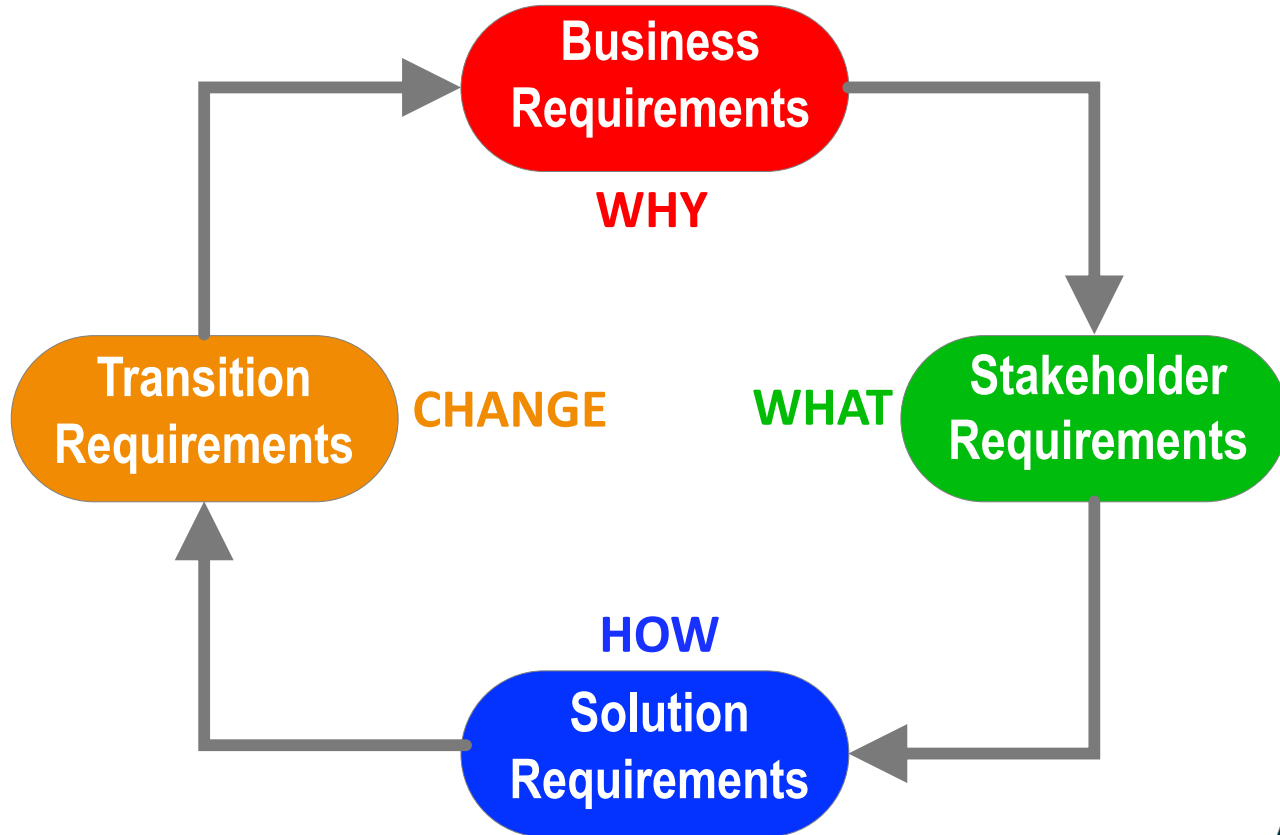 Business
Requirements
WHY
Transition
Requirements
CHANGE
WHAT
Stakeholder
Requirements
HOW
Solution
Requirements